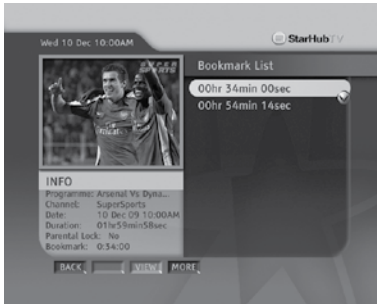 Wed 10 Dec 10:00AM
StarHub TV
SUPER
SPORTS
Bookmark List
00hr 34min 00sec
00hr 54min 14sec
INFO
Programme: Arsenal Vs Dyna...
Channel: SuperSports
Date: 10 Dec 09 10:00AM
Duration: 01hr59min58sec
Parental Lock: No
Bookmark: 0:34:00
BACK VIEW MORE